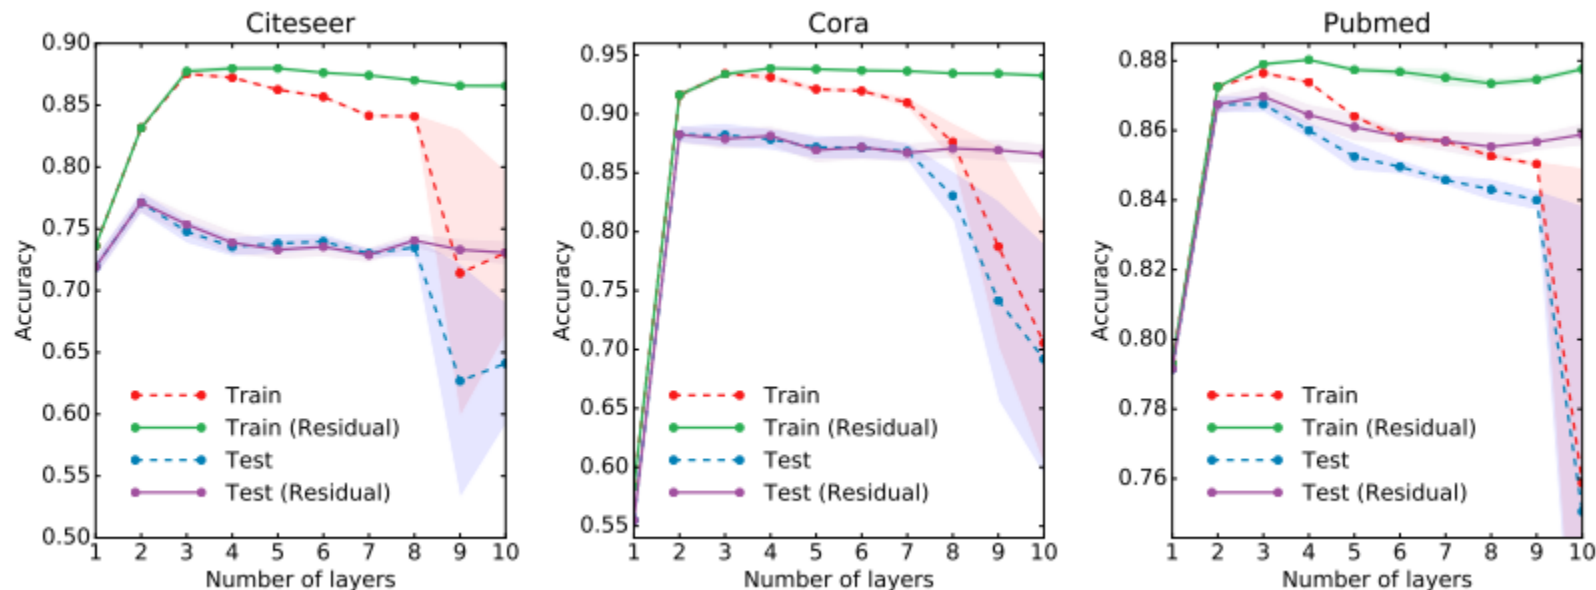 Citeseer
0.90
0.85
0.80
0.75
0.70
0.65
0.60
0.55
0.50
Accuracy
Train
Train (Residual)
Test
Test (Residual)
1 2 3 4 5 6 7 8 9 10
Number of layers
Cora
0.95
0.90
0.85
0.80
0.75
0.70
0.65
0.60
0.55
Accuracy
Train
Train (Residual)
Test
Test (Residual)
1 2 3 4 5 6 7 8 9 10
Number of layers
Pubmed
0.88
0.86
0.84
0.82
0.80
0.78
0.76
Accuracy
Train
Train (Residual)
Test
Test (Residual)
1 2 3 4 5 6 7 8 9 10
Number of layers